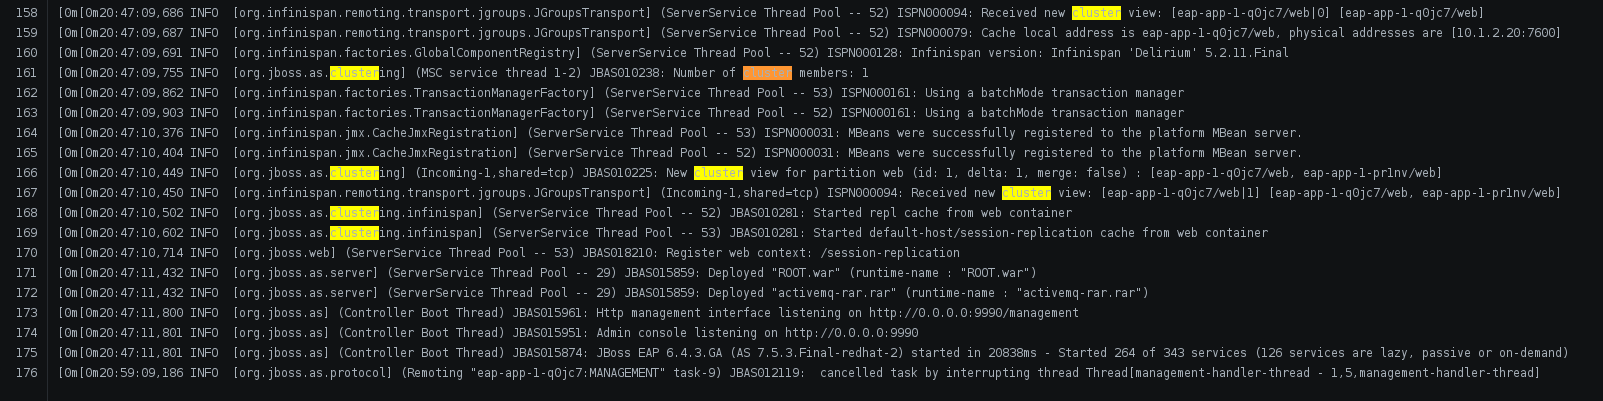 158 [0m[0m20:47:09,686 INFO  [org.infinispan.remoting.transport.jgroups.JGroupsTransport] (ServerService Thread Pool -- 52) ISPN000094: Received new cluster view: [eap-app-1-q0jc7/web|0] [eap-app-1-q0jc7/web]
159 [0m[0m20:47:09,687 INFO  [org.infinispan.remoting.transport.jgroups.JGroupsTransport] (ServerService Thread Pool -- 52) ISPN000079: Cache local address is eap-app-1-q0jc7/web, physical addresses are [10.1.2.20:7600]
160 [0m[0m20:47:09,691 INFO  [org.infinispan.factories.GlobalComponentRegistry] (ServerService Thread Pool -- 52) ISPN000128: Infinispan version: Infinispan 'Delirium' 5.2.11.Final
161 [0m[0m20:47:09,755 INFO  [org.jboss.as.clustering] (MSC service thread 1-2) JBAS010238: Number of cluster members: 1
162 [0m[0m20:47:09,862 INFO  [org.infinispan.factories.TransactionManagerFactory] (ServerService Thread Pool -- 53) ISPN000161: Using a batchMode transaction manager
163 [0m[0m20:47:09,903 INFO  [org.infinispan.factories.TransactionManagerFactory] (ServerService Thread Pool -- 52) ISPN000161: Using a batchMode transaction manager
164 [0m[0m20:47:10,376 INFO  [org.infinispan.jmx.CacheJmxRegistration] (ServerService Thread Pool -- 53) ISPN000031: MBeans were successfully registered to the platform MBean server.
165 [0m[0m20:47:10,404 INFO  [org.infinispan.jmx.CacheJmxRegistration] (ServerService Thread Pool -- 52) ISPN000031: MBeans were successfully registered to the platform MBean server.
166 [0m[0m20:47:10,449 INFO  [org.jboss.as.clustering] (Incoming-1,shared=tcp) JBAS010225: New cluster view for partition web (id: 1, delta: 1, merge: false) : [eap-app-1-q0jc7/web, eap-app-1-pr1nv/web]
167 [0m[0m20:47:10,450 INFO  [org.infinispan.remoting.transport.jgroups.JGroupsTransport] (Incoming-1,shared=tcp) ISPN000094: Received new cluster view: [eap-app-1-q0jc7/web|1] [eap-app-1-q0jc7/web, eap-app-1-pr1nv/web]
168 [0m[0m20:47:10,502 INFO  [org.jboss.as.clustering.infinispan] (ServerService Thread Pool -- 52) JBAS010281: Started repl cache from web container
169 [0m[0m20:47:10,602 INFO  [org.jboss.as.clustering.infinispan] (ServerService Thread Pool -- 53) JBAS010281: Started default-host/session-replication cache from web container
170 [0m[0m20:47:10,714 INFO  [org.jboss.web] (ServerService Thread Pool -- 53) JBAS018210: Register web context: /session-replication
171 [0m[0m20:47:11,432 INFO  [org.jboss.as.server] (ServerService Thread Pool -- 29) JBAS015859: Deployed "ROOT.war" (runtime-name : "ROOT.war")
172 [0m[0m20:47:11,432 INFO  [org.jboss.as.server] (ServerService Thread Pool -- 29) JBAS015859: Deployed "activemq-rar.rar" (runtime-name : "activemq-rar.rar")
173 [0m[0m20:47:11,800 INFO  [org.jboss.as] (Controller Boot Thread) JBAS015961: Http management interface listening on http://0.0.0.0:9990/management
174 [0m[0m20:47:11,801 INFO  [org.jboss.as] (Controller Boot Thread) JBAS015951: Admin console listening on http://0.0.0.0:9990
175 [0m[0m20:47:11,801 INFO  [org.jboss.as] (Controller Boot Thread) JBAS015874: JBoss EAP 6.4.3.GA (AS 7.5.3.Final-redhat-2) started in 20838ms - Started 264 of 343 services (126 services are lazy, passive or on-demand)
176 [0m[0m20:59:09,186 INFO  [org.jboss.as.protocol] (Remoting "eap-app-1-q0jc7:MANAGEMENT" task-9) JBAS012119:  cancelled task by interrupting thread Thread[management-handler-thread - 1,5,management-handler-thread]